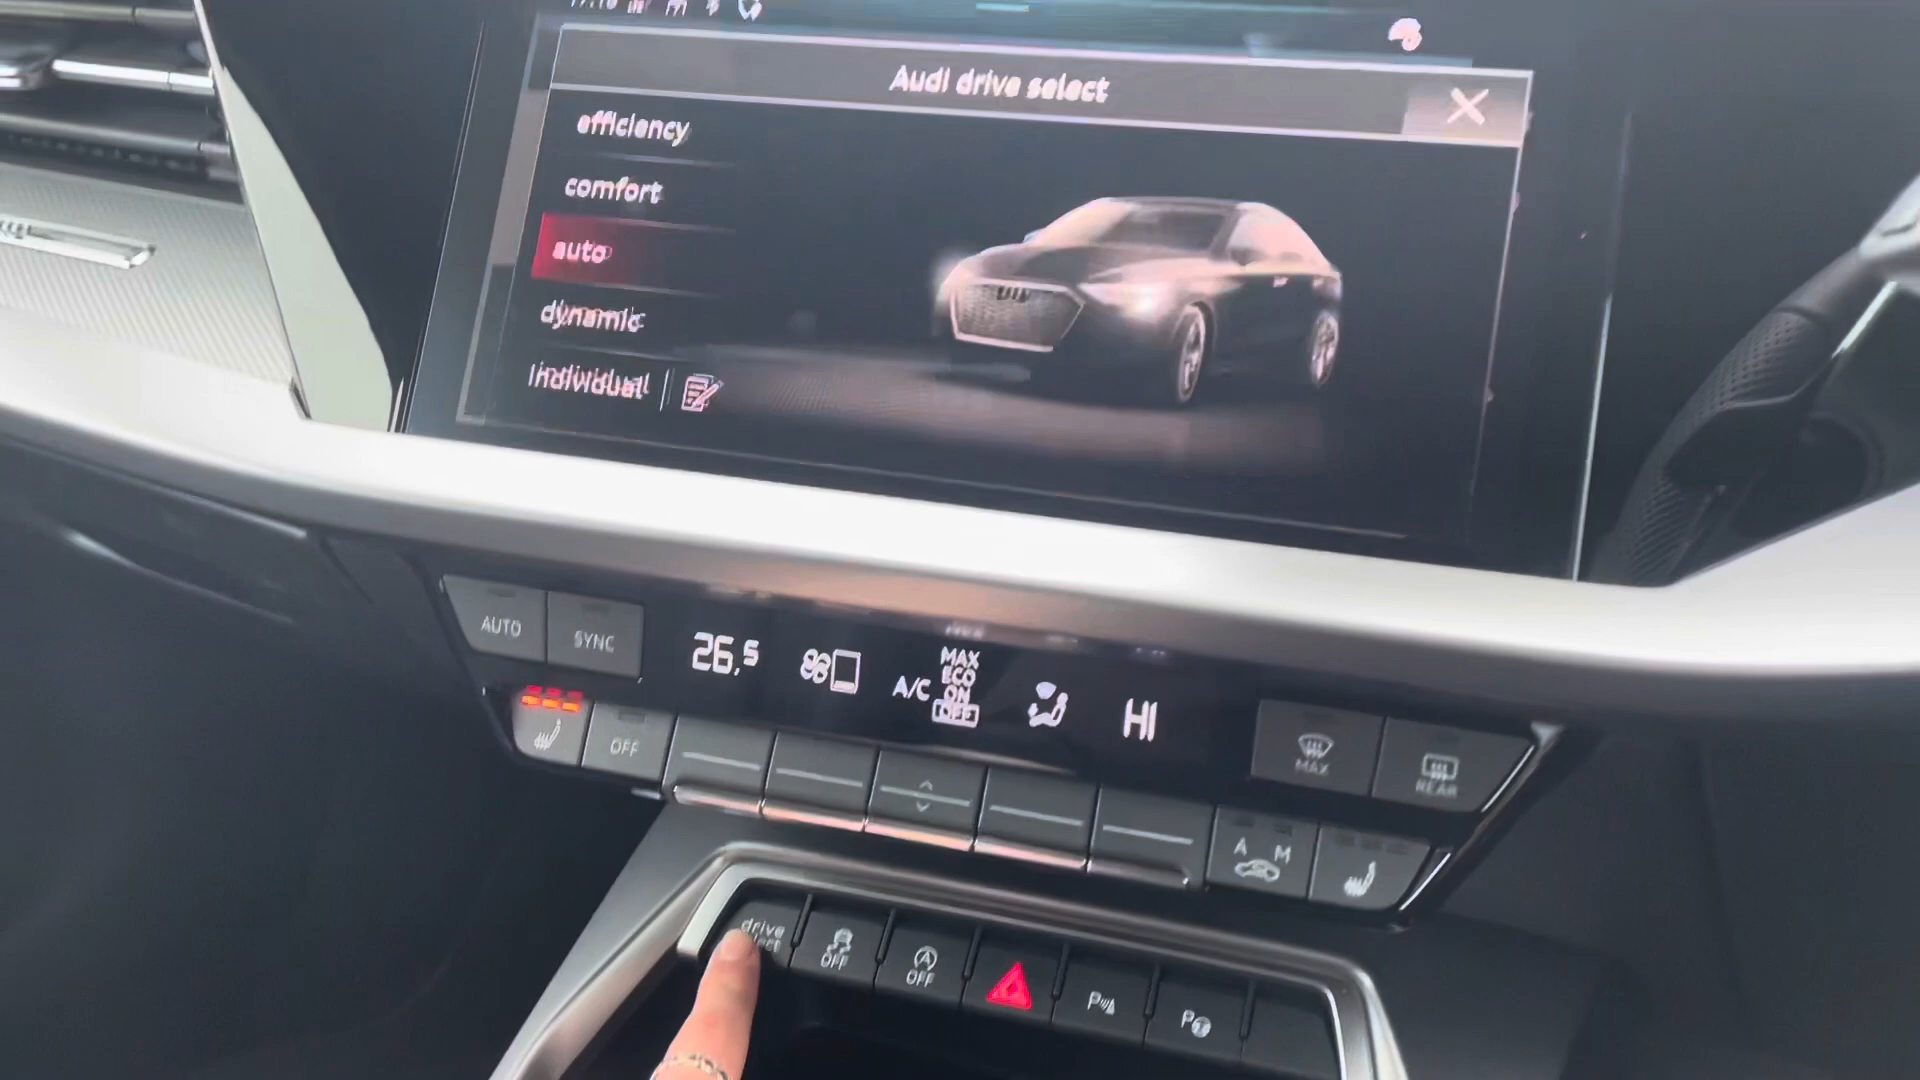 Audi drive select
efficiency
comfort
auto
dynamic
individual
AUTO
SYNC
26,5
A/C
MAX
ECO
ON
OFF
HI
OFF
MAX
REAR
A M
drive
OFF
OFF
P
P